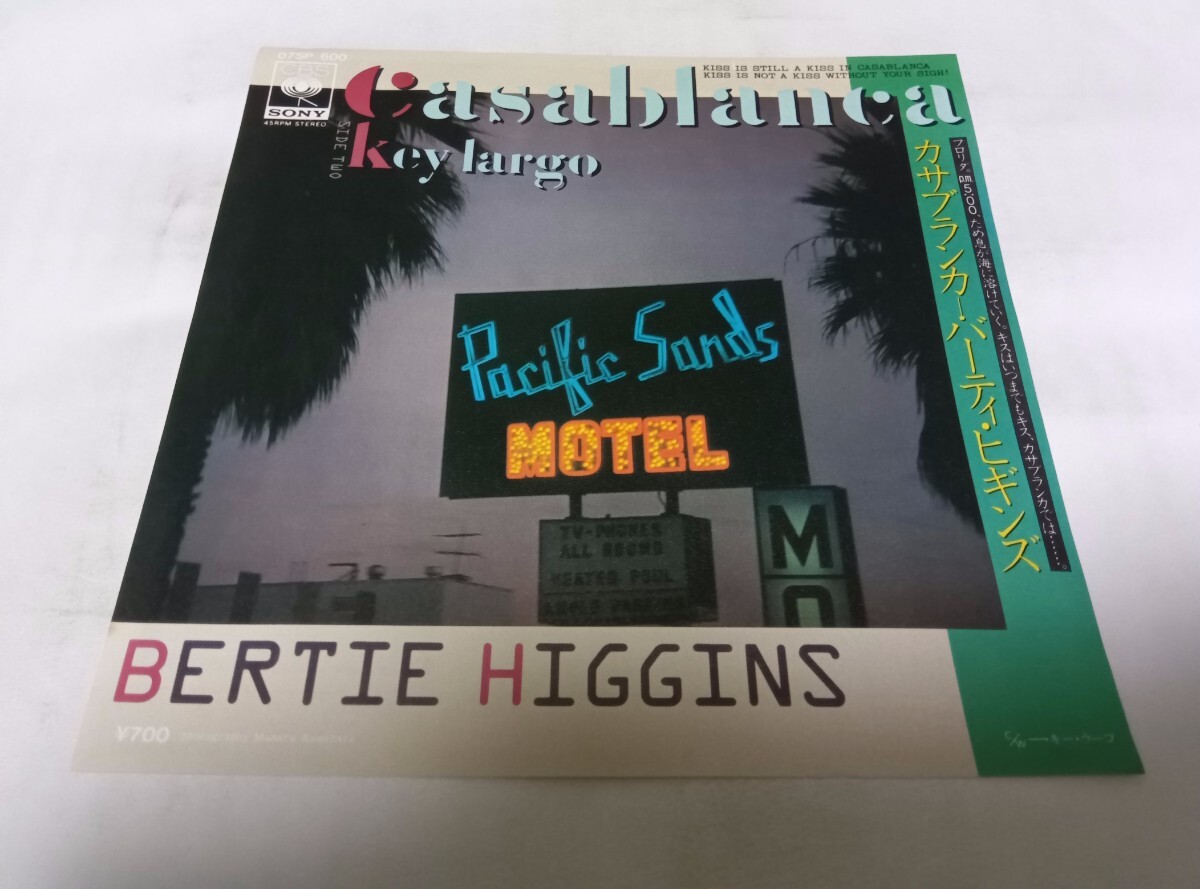 07SP 600
CBS
SONY
45RPM STEREO
KISS IS STILL A KISS IN CASABLANCA
KISS IS NOT A KISS WITHOUT YOUR SIGH!
Casablanca
SIDE TWO
Key largo
フロリダ。p.m.5:00、ため息が海に溶けていく。キスはいつまでもキス、カサブランカでは……。
カサブランカ・バーティ・ヒギンズ
Pacific Sands
MOTEL
TV-PHONES
ALL ROOMS
HEATED POOL
AMPLE PARKING
MO
BERTIE HIGGINS
¥700
c/w──キー・ラーゴ